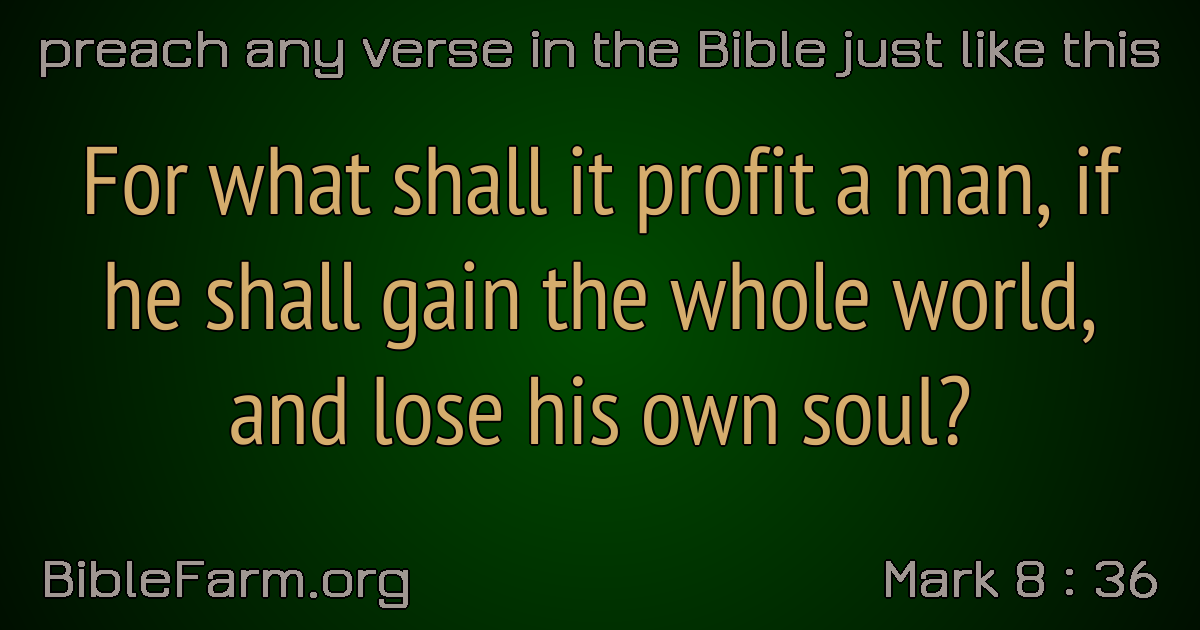 preach any verse in the Bible just like this
For what shall it profit a man, if
he shall gain the whole world,
and lose his own soul?
BibleFarm.org
Mark 8 : 36